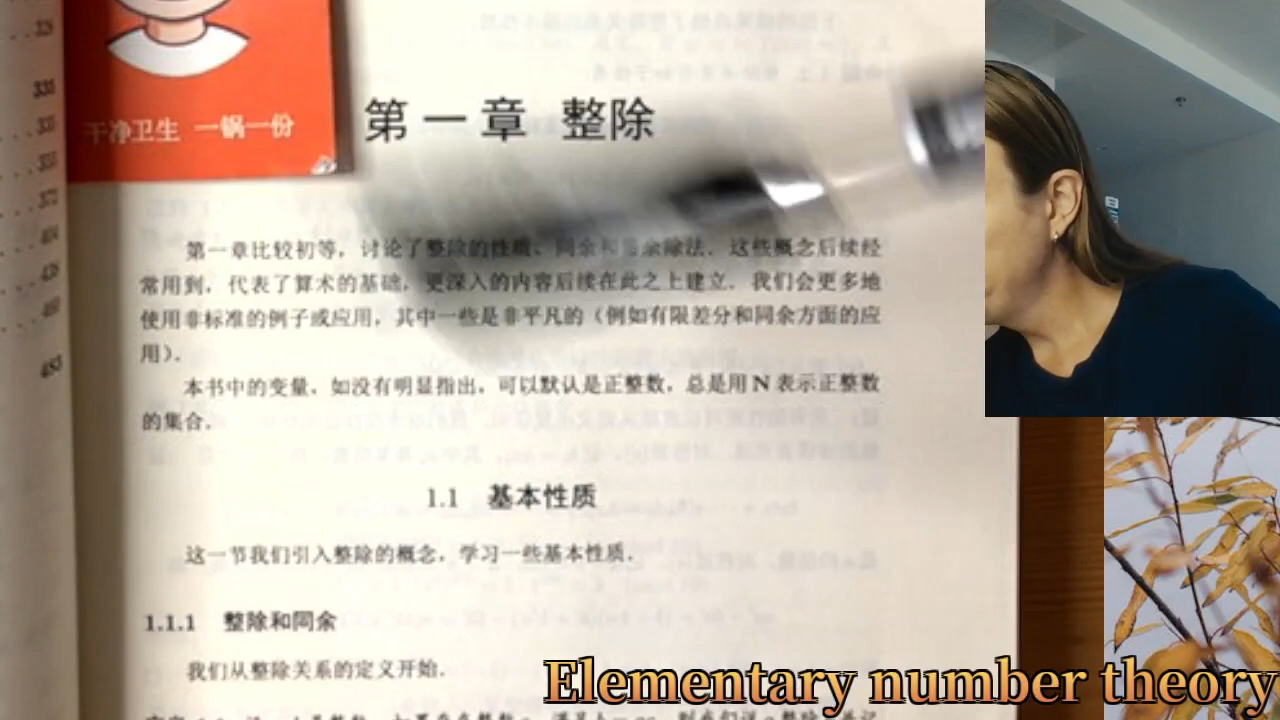 干净卫生 一锅一份
第一章 整除
第一章比较初等，讨论了整除的性质、同余和带余除法．这些概念后续经
常用到，代表了算术的基础，更深入的内容后续在此之上建立．我们会更多地
使用非标准的例子或应用，其中一些是非平凡的（例如有限差分和同余方面的应
用）．
本书中的变量，如没有明显指出，可以默认是正整数，总是用 N 表示正整数
的集合．
1.1 基本性质
这一节我们引入整除的概念，学习一些基本性质．
1.1.1 整除和同余
我们从整除关系的定义开始．
Elementary number theory